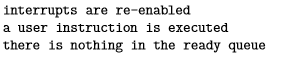 interrupts are re-enabled
a user instruction is executed
there is nothing in the ready queue